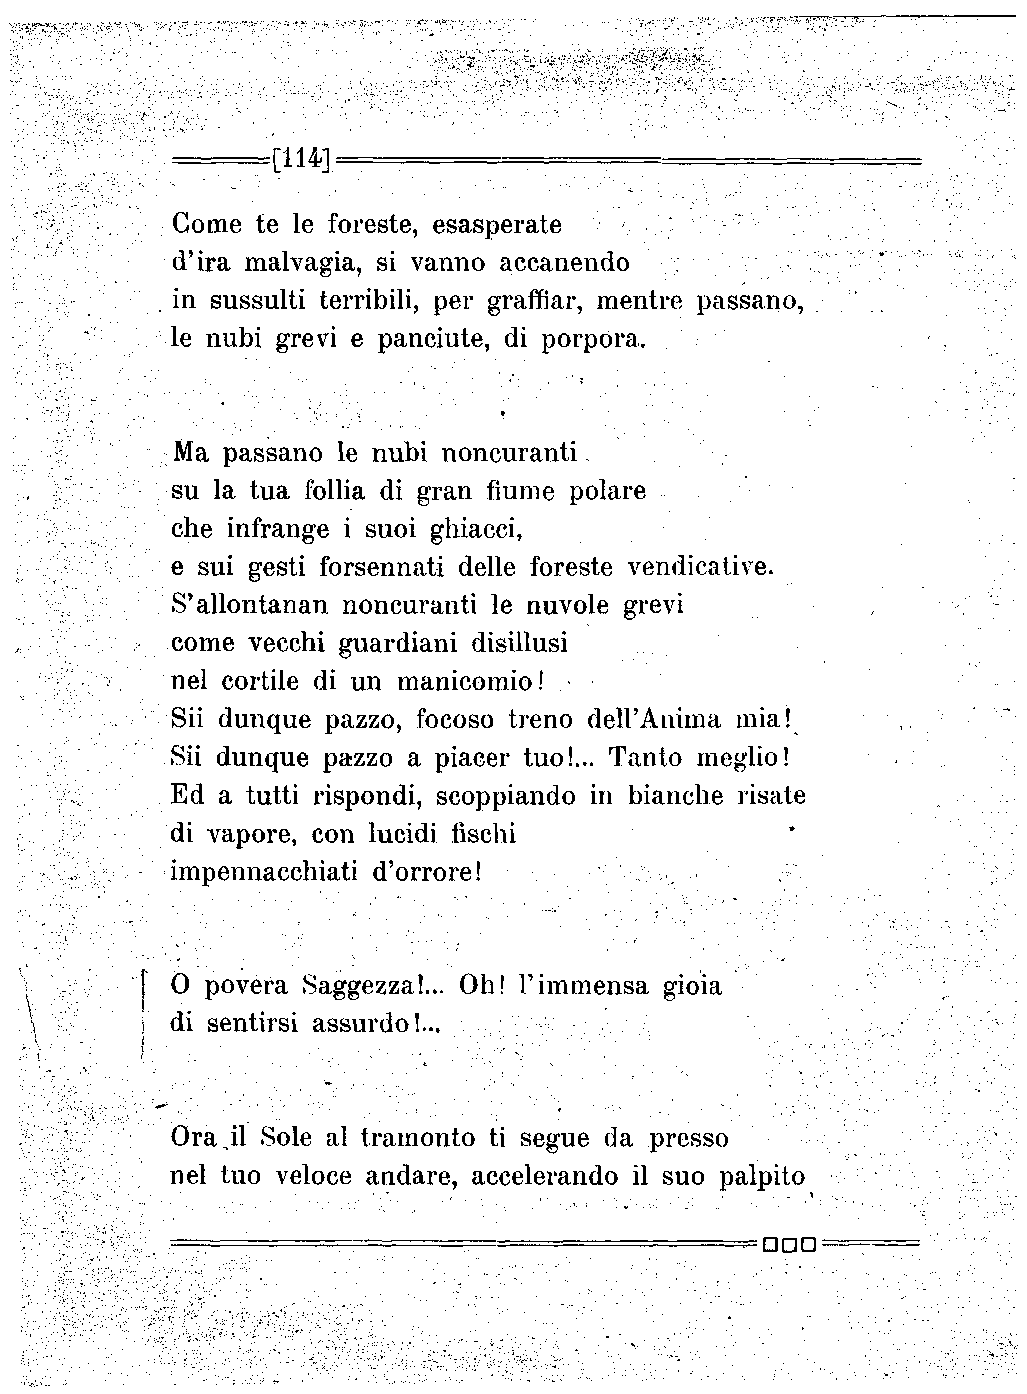 [114]
Come te le foreste, esasperate
d'ira malvagia, si vanno accanendo
in sussulti terribili, per graffiar, mentre passano,
le nubi grevi e panciute, di porpora.
Ma passano le nubi noncuranti
su la tua follia di gran fiume polare
che infrange i suoi ghiacci,
e sui gesti forsennati delle foreste vendicative.
S'allontanan noncuranti le nuvole grevi
come vecchi guardiani disillusi
nel cortile di un manicomio!
Sii dunque pazzo, focoso treno dell'Anima mia!
Sii dunque pazzo a piacer tuo!... Tanto meglio!
Ed a tutti rispondi, scoppiando in bianche risate
di vapore, con lucidi fischi
impennacchiati d'orrore!
O povera Saggezza!... Oh! l'immensa gioia
di sentirsi assurdo!...
Ora il Sole al tramonto ti segue da presso
nel tuo veloce andare, accelerando il suo palpito